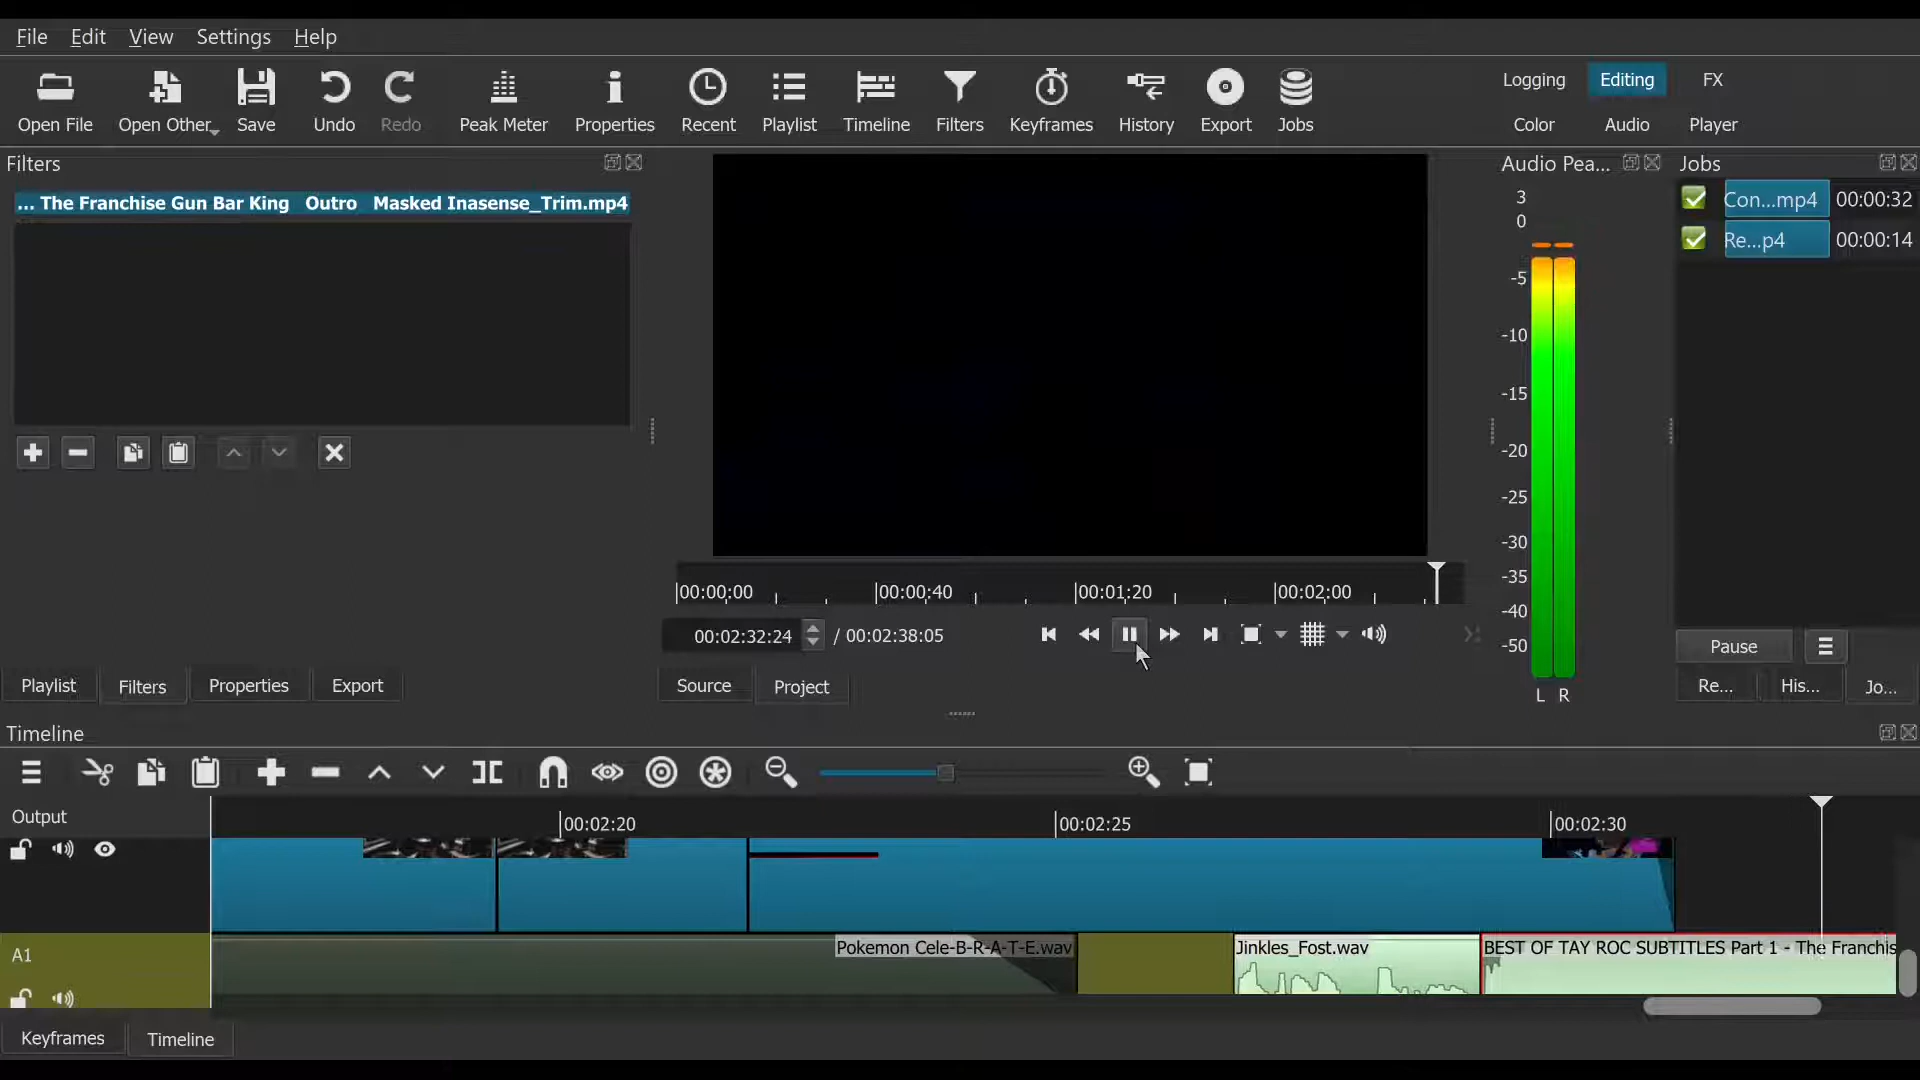 File Edit View Settings Help
Open File Open Other... Save Undo Redo Peak Meter Properties Recent Playlist Timeline Filters Keyframes History Export Jobs
Logging Editing FX
Color Audio Player
Filters
Audio Pea...
Jobs
... The Franchise Gun Bar King Outro Masked Inasense_Trim.mp4
3
0
-5
-10
-15
-20
-25
-30
-35
-40
-50
L R
Con...mp4 00:00:32
Re...p4 00:00:14
00:00:00 00:00:40 00:01:20 00:02:00
00:02:32:24 / 00:02:38:05
Pause
Playlist Filters Properties Export
Source Project
Re... His... Jo...
Timeline
Output
00:02:20 00:02:25 00:02:30
A1
Pokemon Cele-B-R-A-T-E.wav
Jinkles_Fost.wav
BEST OF TAY ROC SUBTITLES Part 1 - The Franchis
Keyframes Timeline